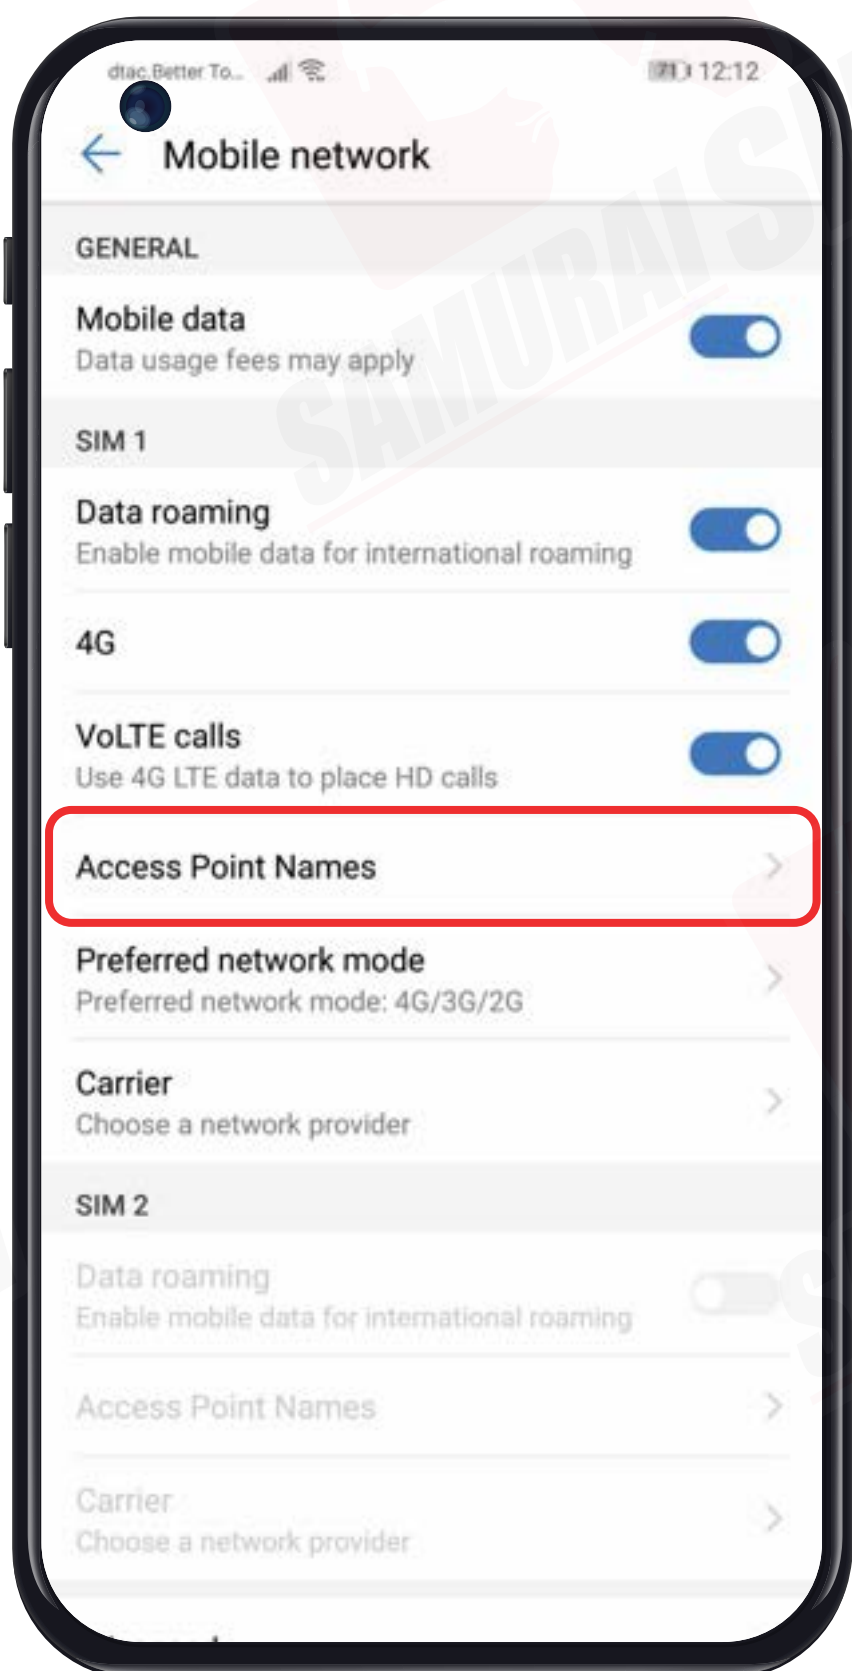 dtac.Better To...
71 12:12
Mobile network
GENERAL
Mobile data
Data usage fees may apply
SIM 1
Data roaming
Enable mobile data for international roaming
4G
VoLTE calls
Use 4G LTE data to place HD calls
Access Point Names
Preferred network mode
Preferred network mode: 4G/3G/2G
Carrier
Choose a network provider
SIM 2
Data roaming
Enable mobile data for international roaming
Access Point Names
Carrier
Choose a network provider
SAMURAI